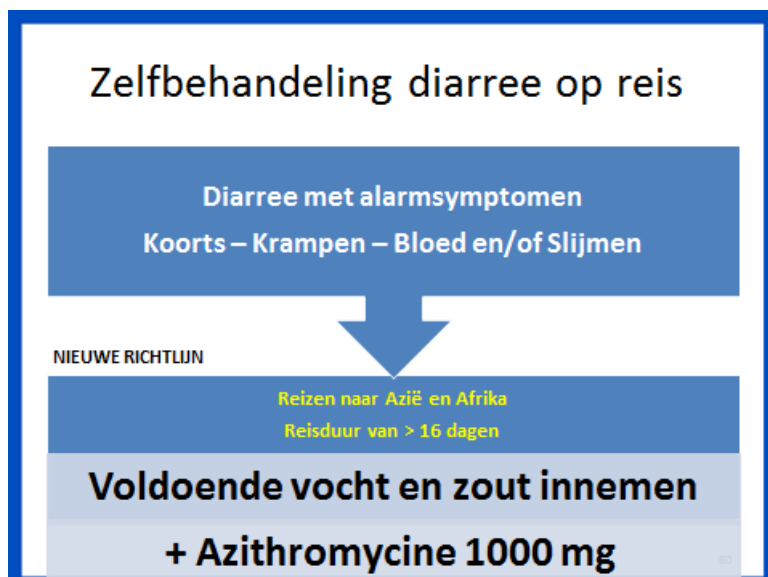 Zelfbehandeling diarree op reis
Diarree met alarmsymptomen
Koorts – Krampen – Bloed en/of Slijmen
NIEUWE RICHTLIJN
Reizen naar Azië en Afrika
Reisduur van > 16 dagen
Voldoende vocht en zout innemen
+ Azithromycine 1000 mg